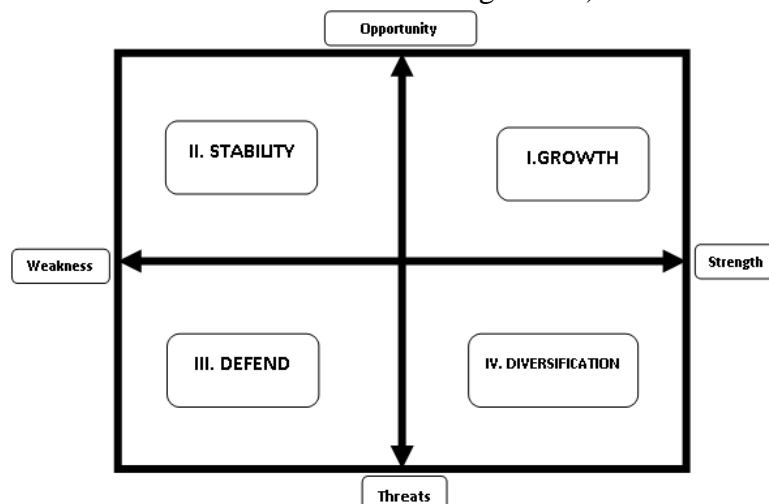 Opportunity
II. STABILITY
I.GROWTH
Weakness
Strength
III. DEFEND
IV. DIVERSIFICATION
Threats